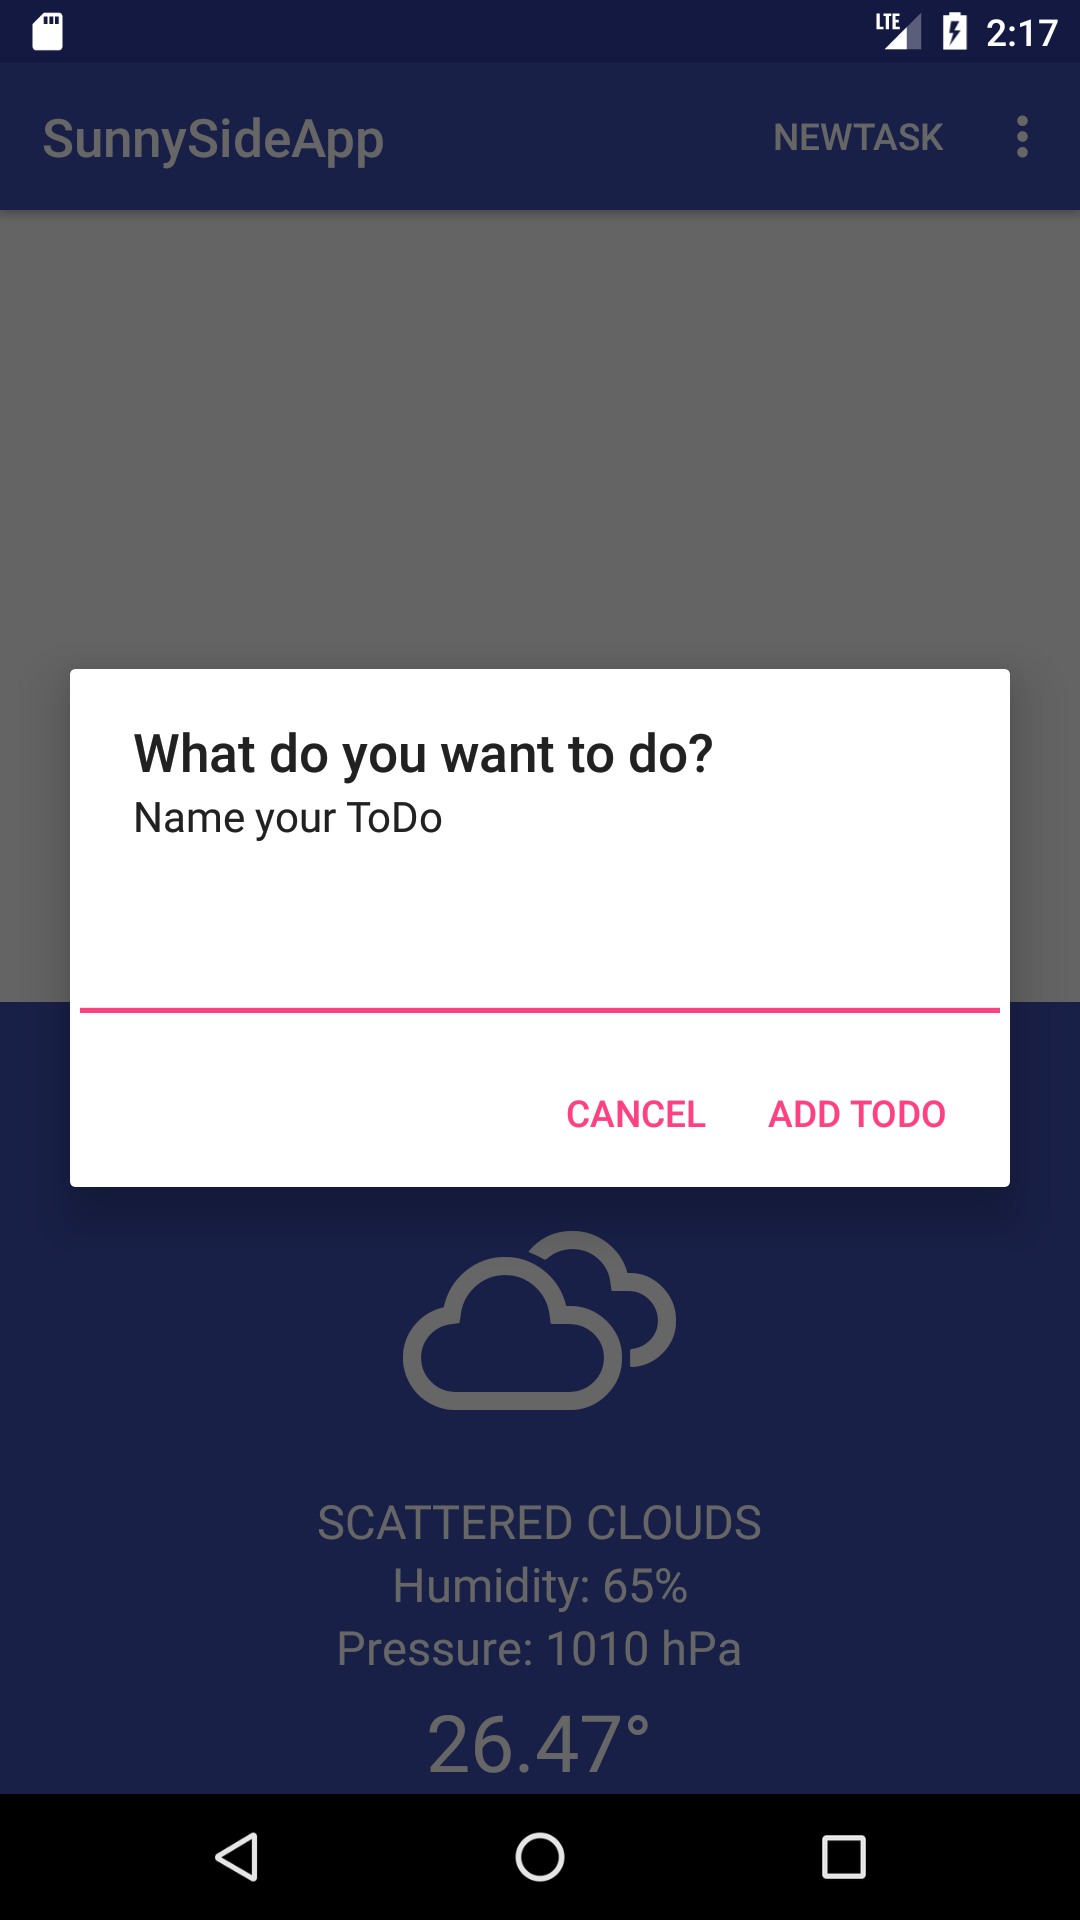 LTE 2:17
SunnySideApp NEWTASK
What do you want to do?
Name your ToDo
CANCEL ADD TODO
SCATTERED CLOUDS
Humidity: 65%
Pressure: 1010 hPa
26.47°